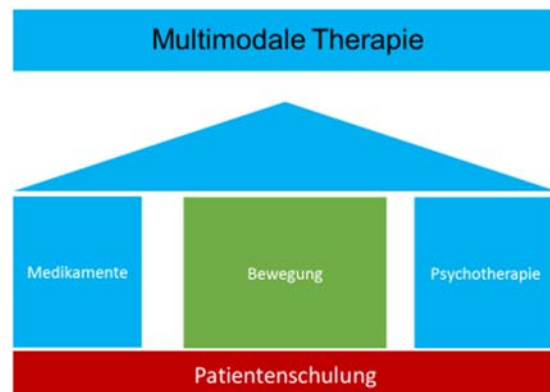 Multimodale Therapie
Medikamente
Bewegung
Psychotherapie
Patientenschulung